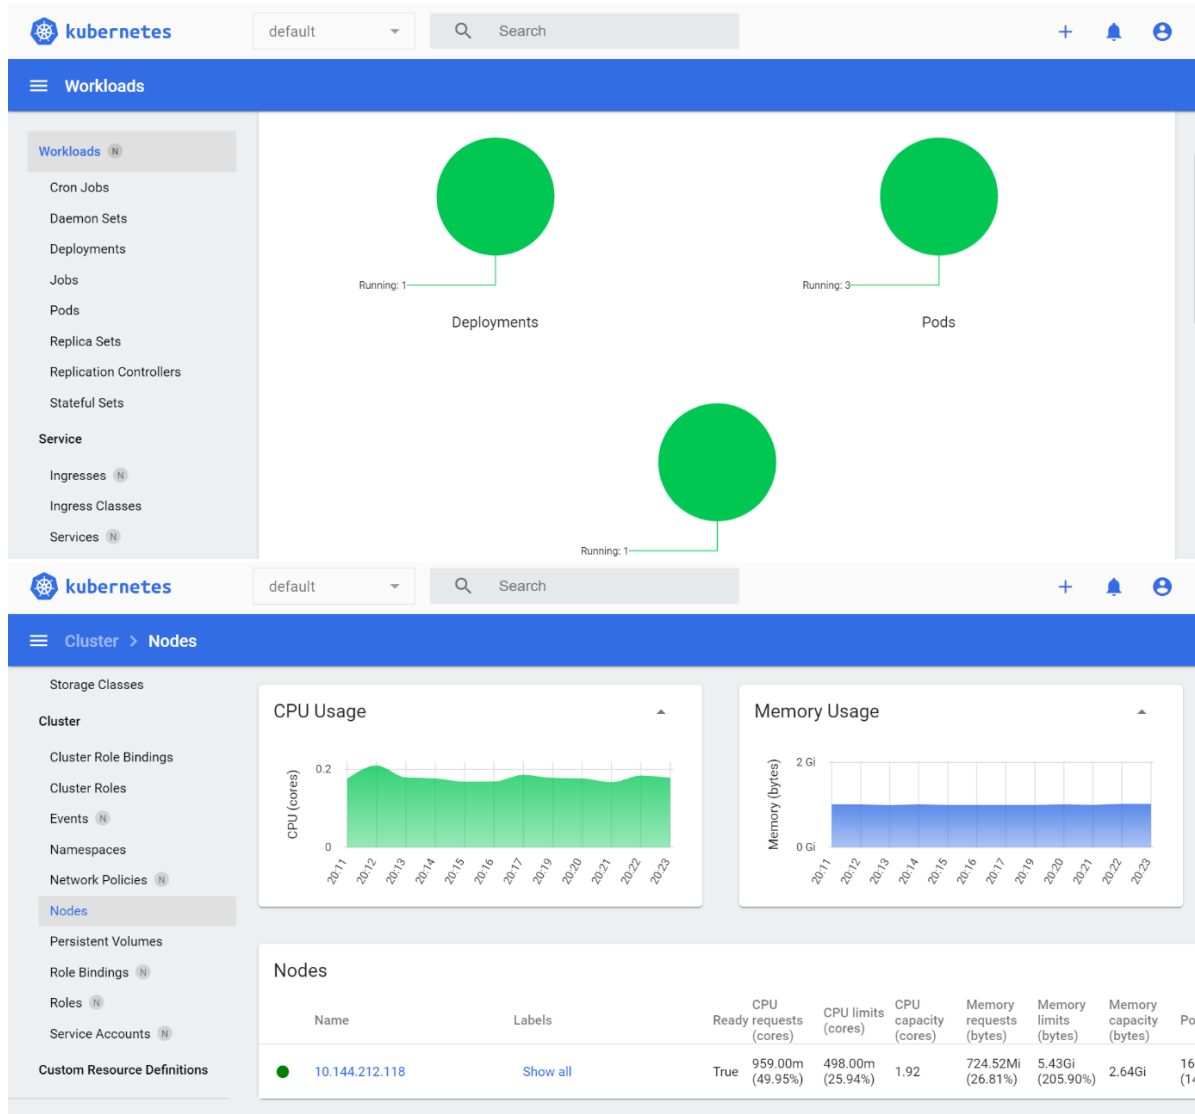 kubernetes
default
Search
Workloads
Workloads N
Cron Jobs
Daemon Sets
Deployments
Jobs
Pods
Replica Sets
Replication Controllers
Stateful Sets
Service
Ingresses N
Ingress Classes
Services N
Running: 1
Deployments
Running: 3
Pods
Running: 1
kubernetes
default
Search
Cluster > Nodes
Storage Classes
Cluster
Cluster Role Bindings
Cluster Roles
Events N
Namespaces
Network Policies N
Nodes
Persistent Volumes
Role Bindings N
Roles N
Service Accounts N
Custom Resource Definitions
CPU Usage
CPU (cores)
0.2
0
20:11 20:12 20:13 20:14 20:15 20:16 20:17 20:19 20:20 20:21 20:22 20:23
Memory Usage
Memory (bytes)
2 Gi
0 Gi
20:11 20:12 20:13 20:14 20:15 20:16 20:17 20:19 20:20 20:21 20:22 20:23
Nodes
Name
Labels
Ready
CPU
requests
(cores)
CPU limits
(cores)
CPU
capacity
(cores)
Memory
requests
(bytes)
Memory
limits
(bytes)
Memory
capacity
(bytes)
Po
10.144.212.118
Show all
True
959.00m
(49.95%)
498.00m
(25.94%)
1.92
724.52Mi
(26.81%)
5.43Gi
(205.90%)
2.64Gi
16
(14